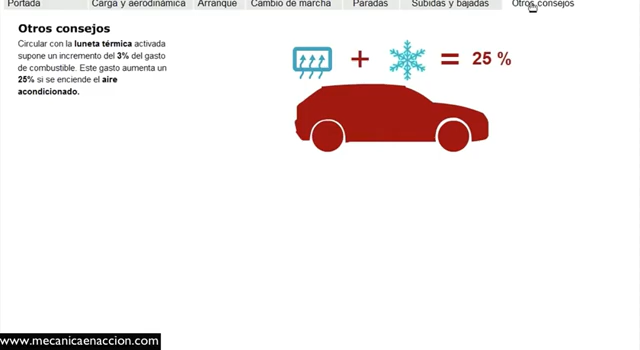 Portada Carga y aerodinámica Arranque Cambio de marcha Paradas Subidas y bajadas Otros consejos
Otros consejos
Circular con la luneta térmica activada
supone un incremento del 3% del gasto
de combustible. Este gasto aumenta un
25% si se enciende el aire
acondicionado.
+ = 25 %
www.mecanicaenaccion.com